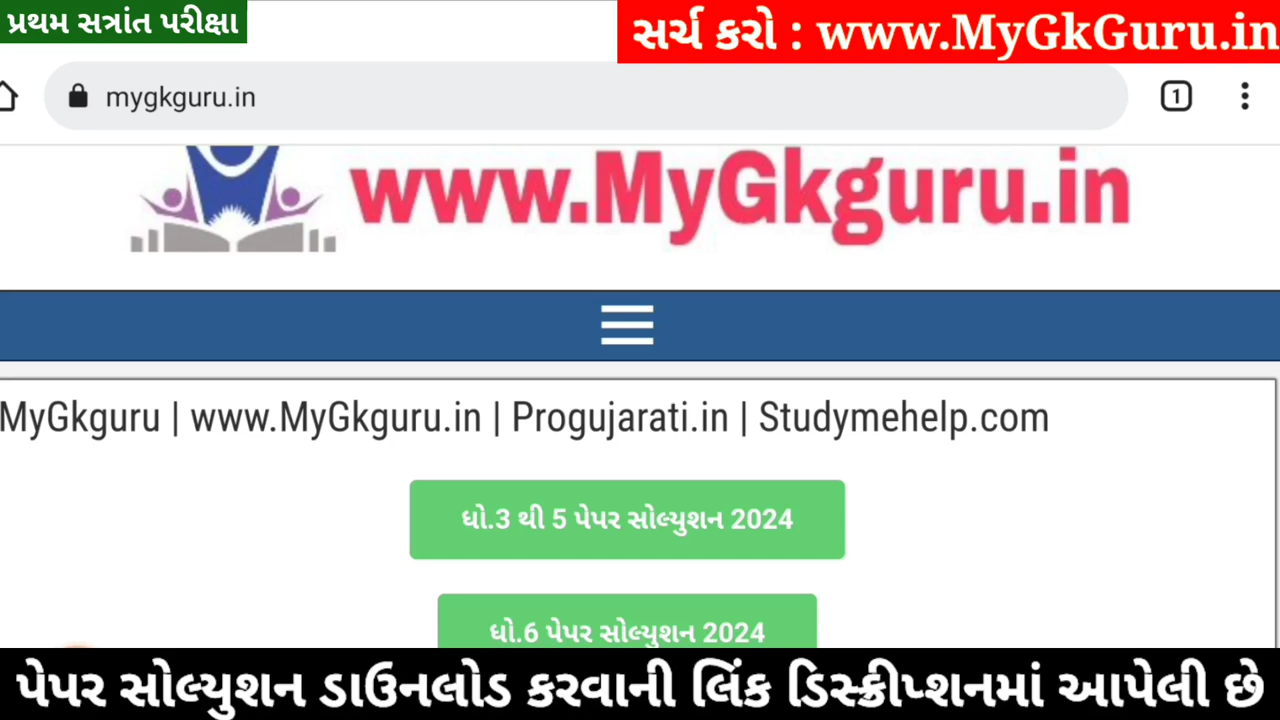 પ્રથમ સત્રાંત પરીક્ષા
સર્ચ કરો : www.MyGkGuru.in
mygkguru.in
1
www.MyGkguru.in
MyGkguru | www.MyGkguru.in | Progujarati.in | Studymehelp.com
ધો.3 થી 5 પેપર સોલ્યુશન 2024
ધો.6 પેપર સોલ્યુશન 2024
પેપર સોલ્યુશન ડાઉનલોડ કરવાની લિંક ડિસ્ક્રીપ્શનમાં આપેલી છે